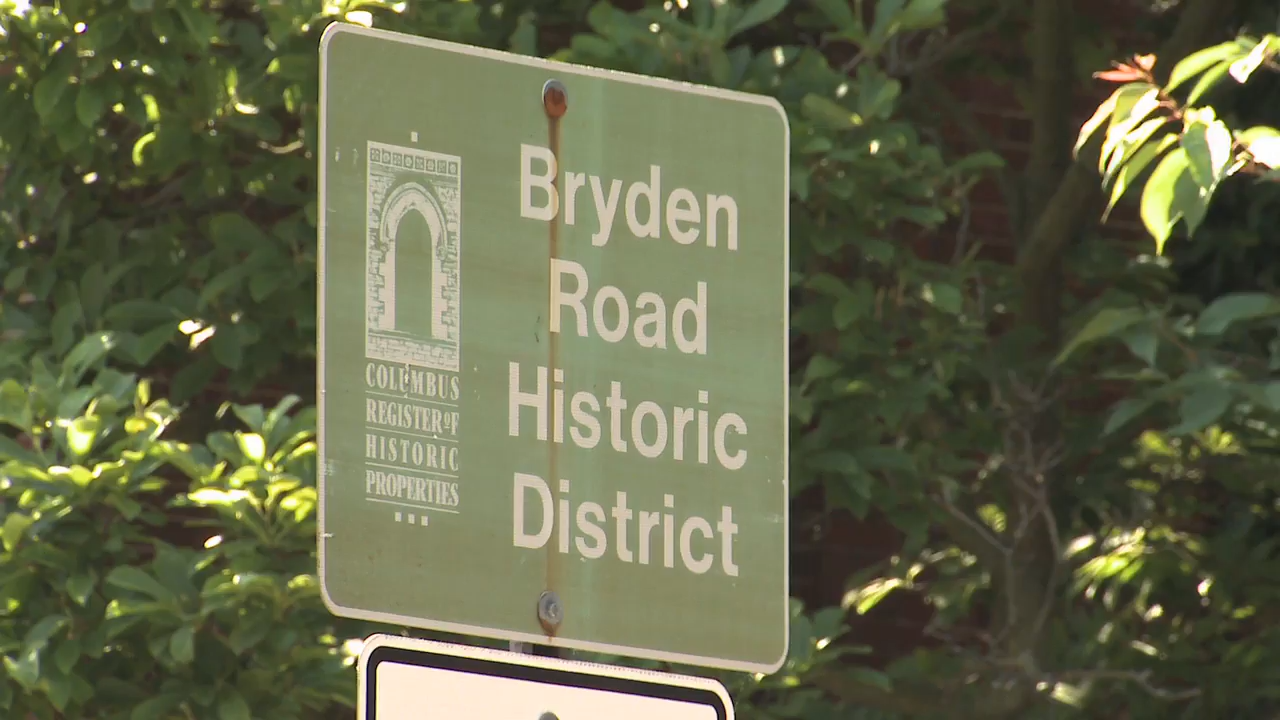 Bryden
Road
Historic
District
COLUMBUS
REGISTER OF
HISTORIC
PROPERTIES